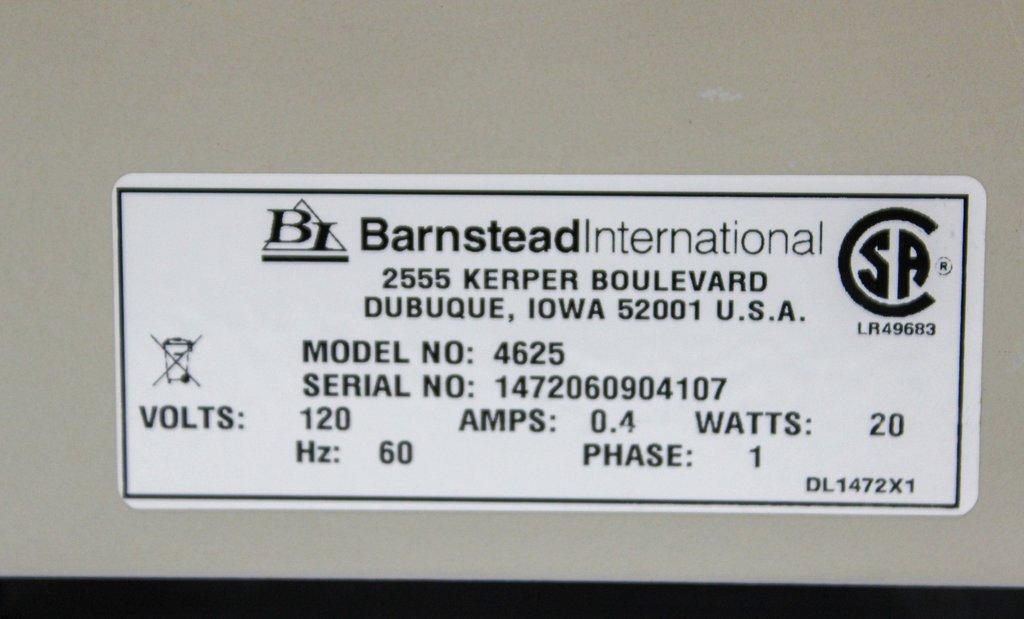 BI BarnsteadInternational
2555 KERPER BOULEVARD
DUBUQUE, IOWA 52001 U.S.A.
SA ®
LR49683
MODEL NO: 4625
SERIAL NO: 1472060904107
VOLTS: 120 AMPS: 0.4 WATTS: 20
Hz: 60 PHASE: 1
DL1472X1